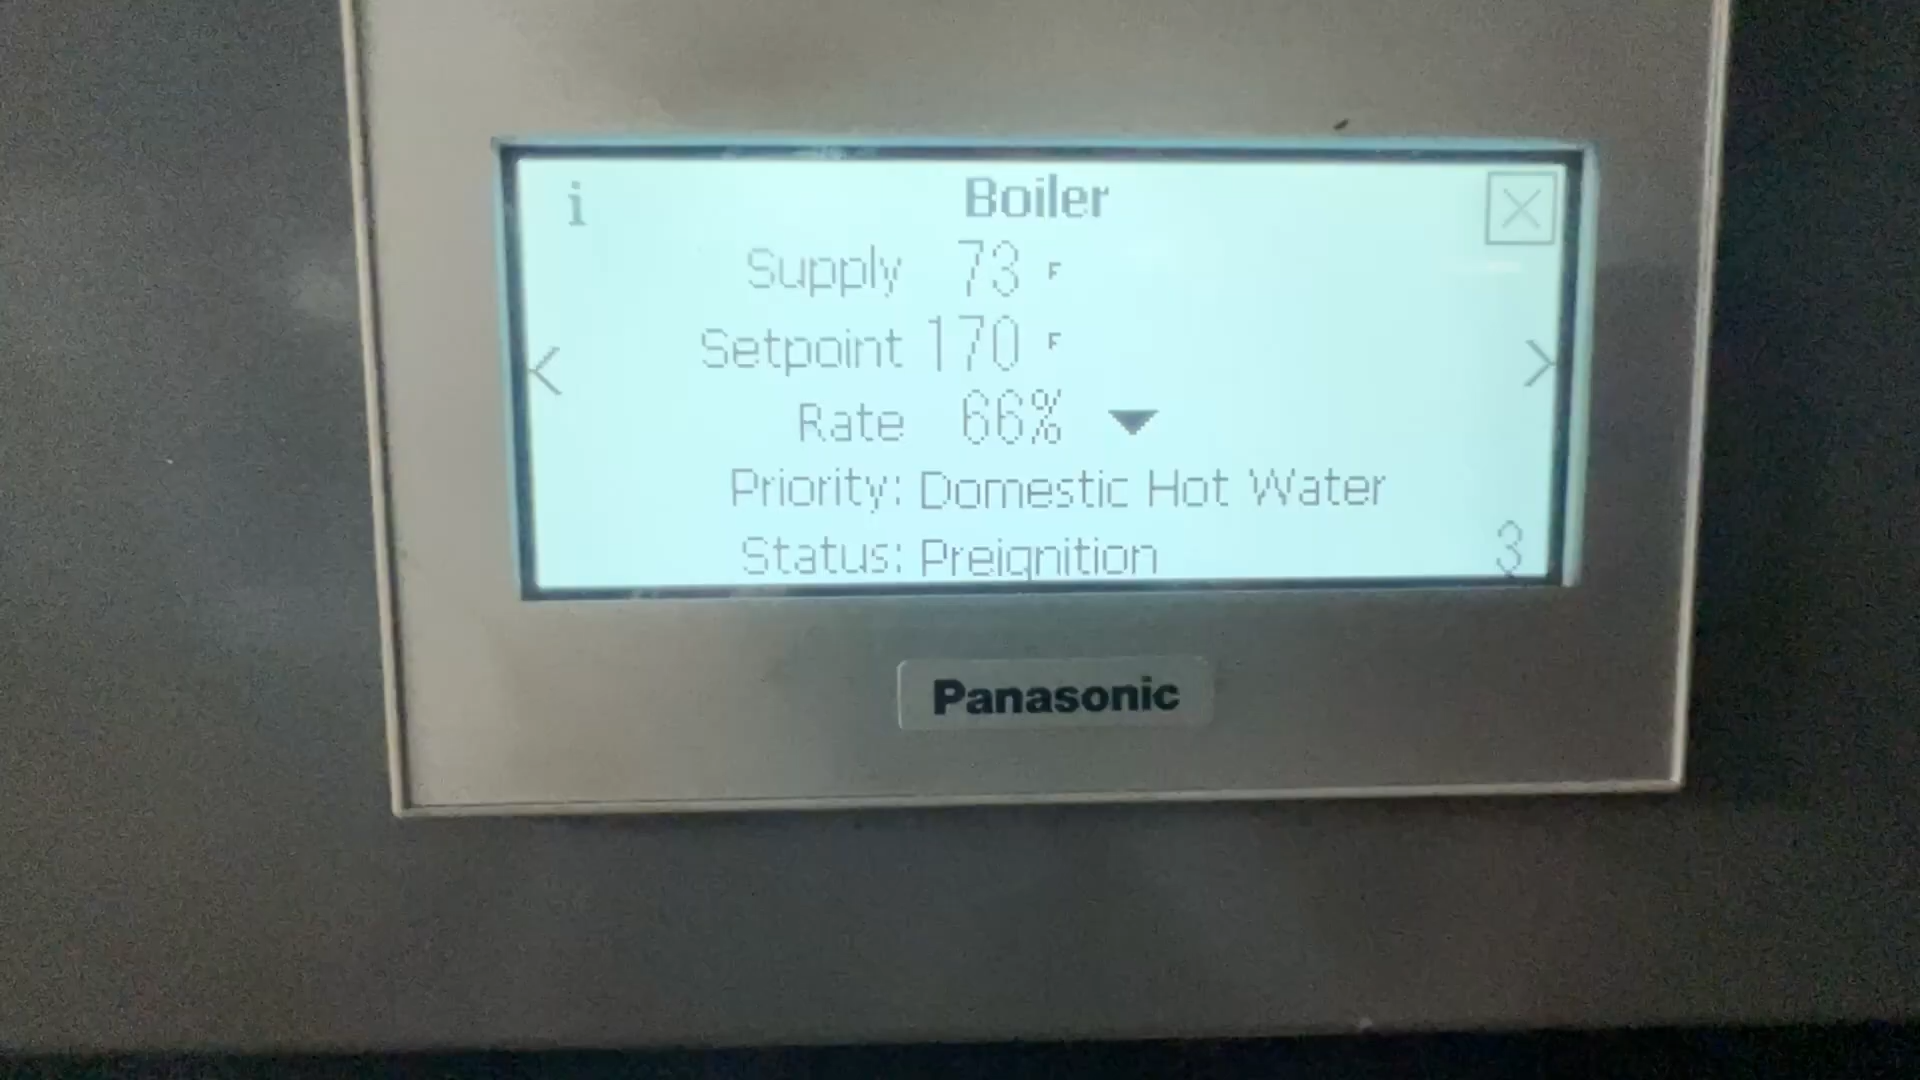 i Boiler X
Supply 73 F
Setpoint 170 F
< >
Rate 66% ▼
Priority: Domestic Hot Water
Status: Preignition 3
Panasonic